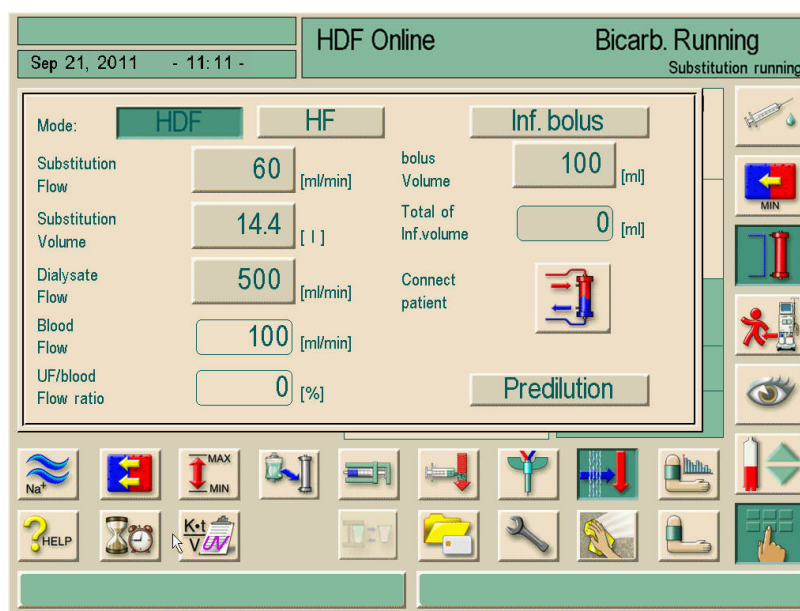 HDF Online
Bicarb. Running
Sep 21, 2011 - 11:11 -
Substitution running
Mode: HDF HF Inf. bolus
Substitution Flow 60 [ml/min]
bolus Volume 100 [ml]
Substitution Volume 14.4 [ l ]
Total of Inf.volume 0 [ml]
Dialysate Flow 500 [ml/min]
Connect patient
Blood Flow 100 [ml/min]
UF/blood Flow ratio 0 [%]
Predilution
MIN
Na+
MAX
MIN
? HELP
K•t
V